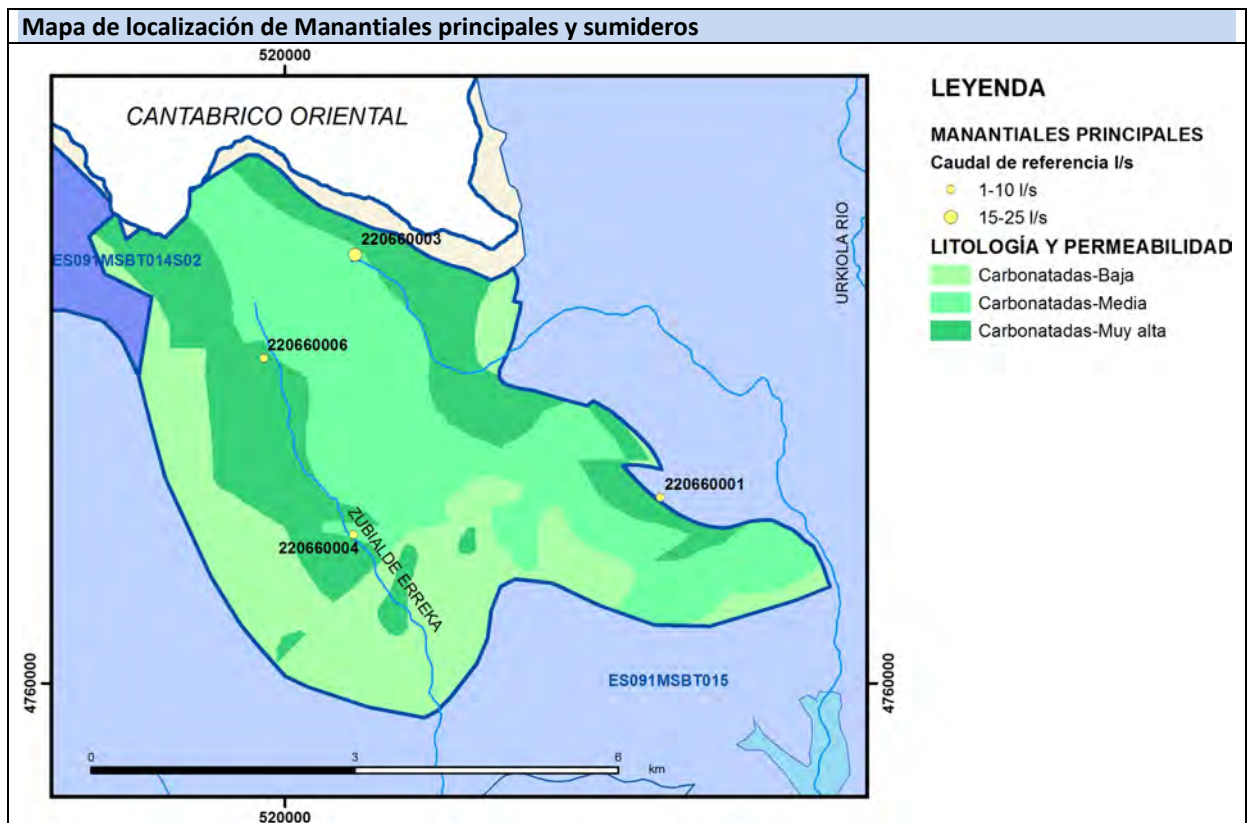 Mapa de localización de Manantiales principales y sumideros
520000
CANTABRICO ORIENTAL
ES091MSBT014S02
220660003
URKIOLA RIO
220660006
220660001
220660004
ZUBIALDE ERREKA
ES091MSBT015
4760000
4760000
0
3
6
km
520000
LEYENDA
MANANTIALES PRINCIPALES
Caudal de referencia l/s
1-10 l/s
15-25 l/s
LITOLOGÍA Y PERMEABILIDAD
Carbonatadas-Baja
Carbonatadas-Media
Carbonatadas-Muy alta